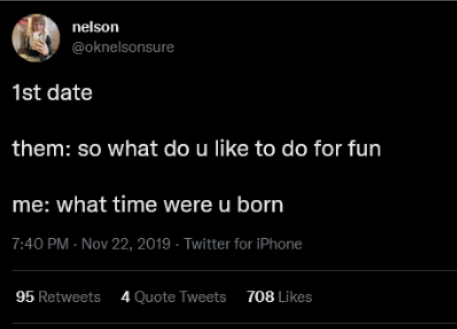 nelson
@oknelsonsure
1st date
them: so what do u like to do for fun
me: what time were u born
7:40 PM · Nov 22, 2019 · Twitter for iPhone
95 Retweets 4 Quote Tweets 708 Likes